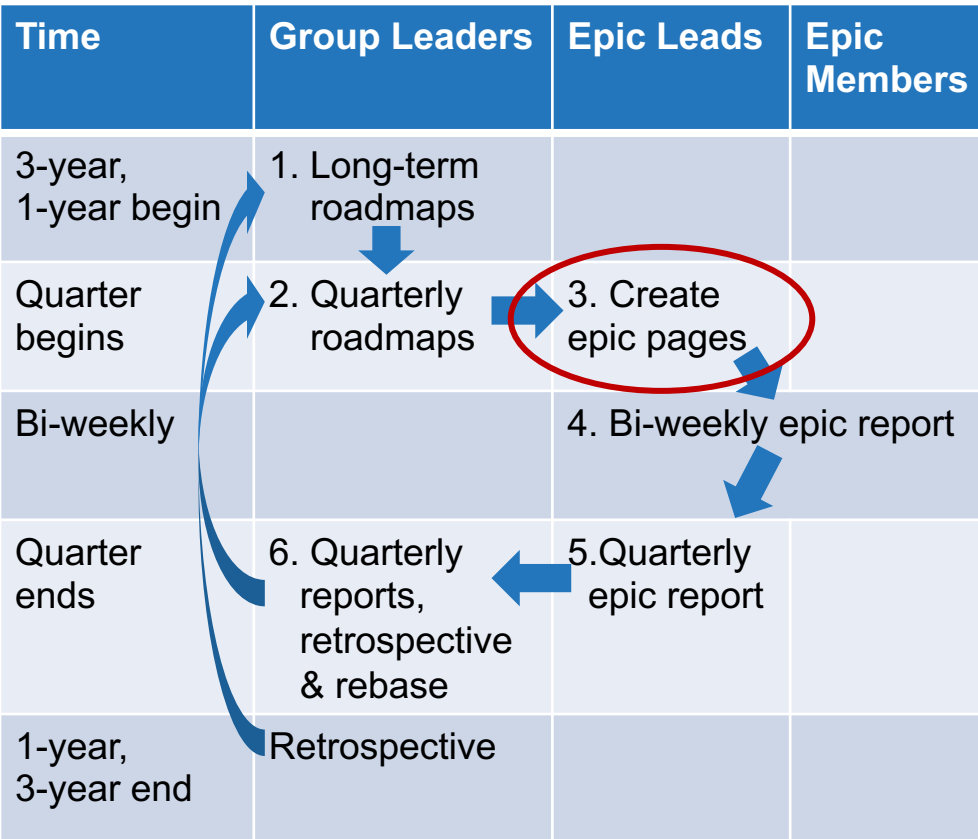 Time
Group Leaders
Epic Leads
Epic
Members
3-year,
1-year begin
1. Long-term
roadmaps
Quarter
begins
2. Quarterly
roadmaps
3. Create
epic pages
Bi-weekly
4. Bi-weekly epic report
Quarter
ends
6. Quarterly
reports,
retrospective
& rebase
5.Quarterly
epic report
1-year,
3-year end
Retrospective